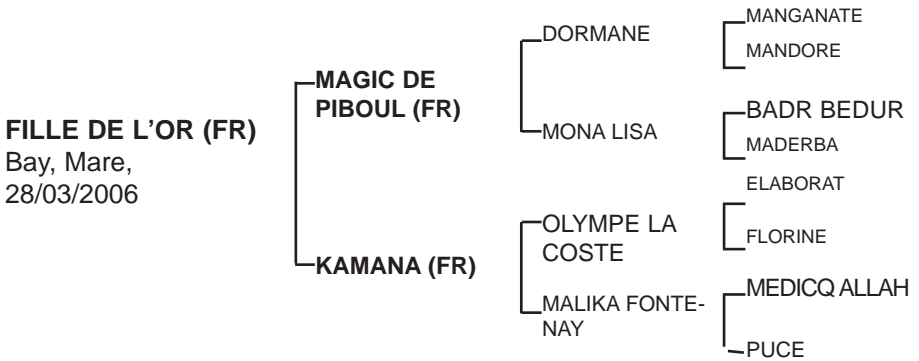 FILLE DE L’OR (FR)
Bay, Mare,
28/03/2006
MAGIC DE
PIBOUL (FR)
KAMANA (FR)
DORMANE
MONA LISA
OLYMPE LA
COSTE
MALIKA FONTE-
NAY
MANGANATE
MANDORE
BADR BEDUR
MADERBA
ELABORAT
FLORINE
MEDICQ ALLAH
PUCE